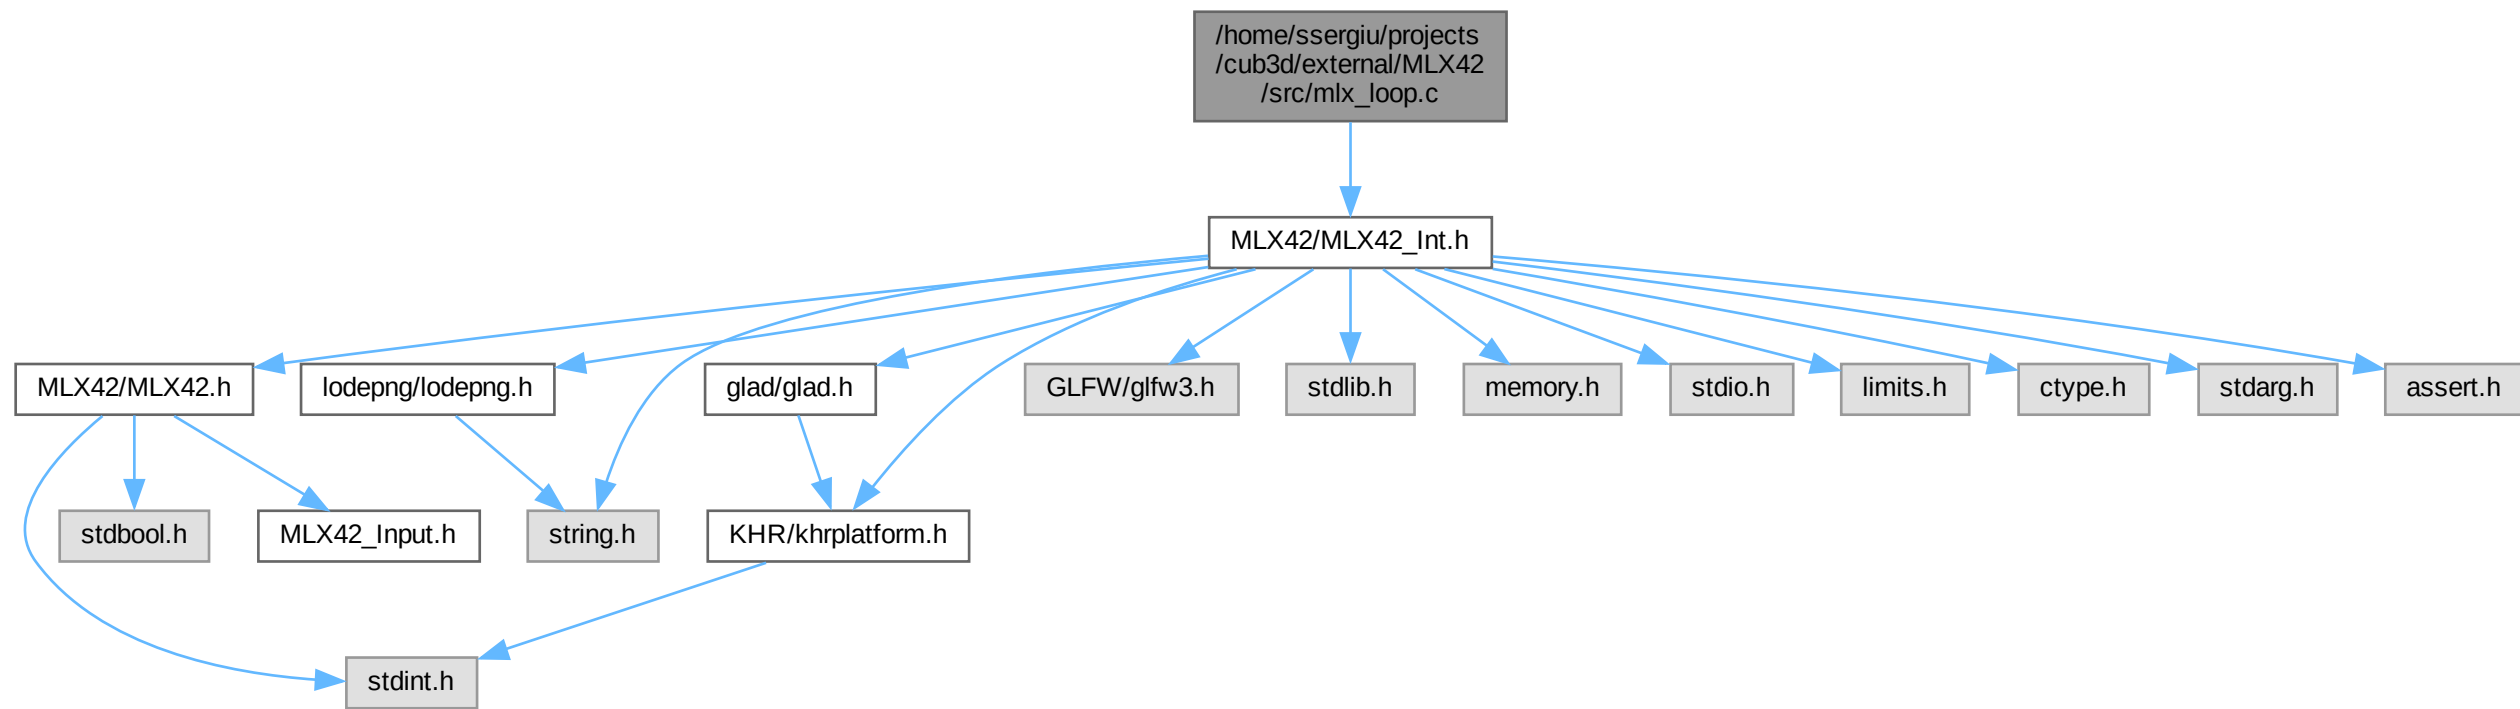 /home/ssergiu/projects
/cub3d/external/MLX42
/src/mlx_loop.c
MLX42/MLX42_Int.h
MLX42/MLX42.h
lodepng/lodepng.h
glad/glad.h
GLFW/glfw3.h
stdlib.h
memory.h
stdio.h
limits.h
ctype.h
stdarg.h
assert.h
stdbool.h
MLX42_Input.h
string.h
KHR/khrplatform.h
stdint.h